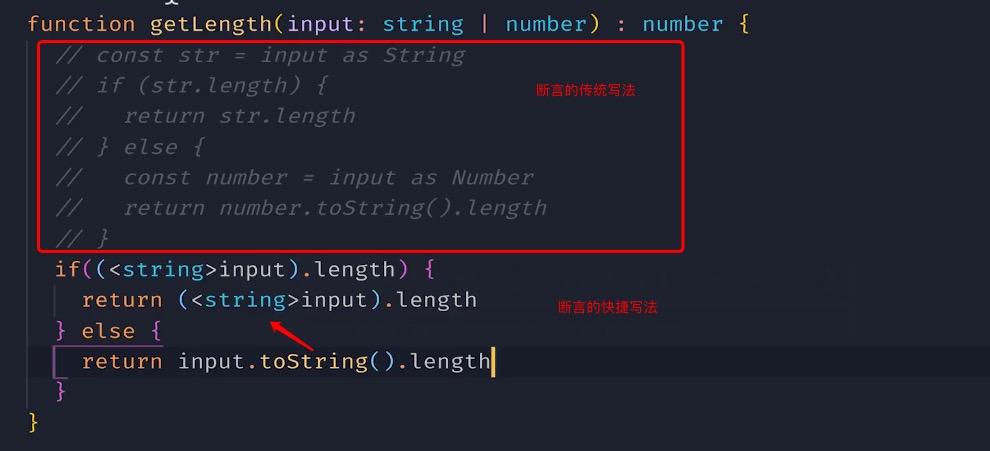 function getLength(input: string | number) : number {
// const str = input as String
// if (str.length) {
断言的传统写法
//   return str.length
// } else {
//   const number = input as Number
//   return number.toString().length
// }
if((<string>input).length) {
return (<string>input).length
断言的快捷写法
} else {
return input.toString().length
}
}